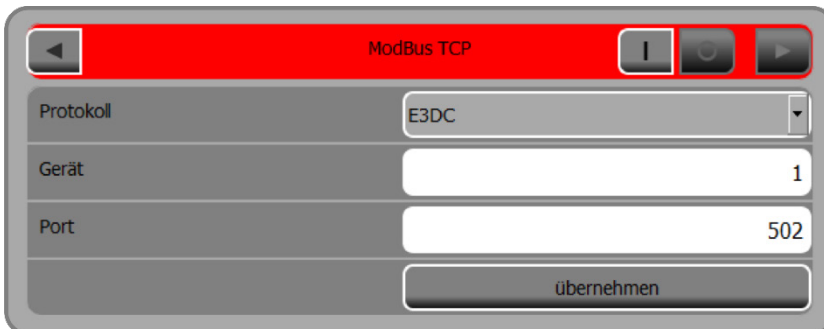 ModBus TCP
Protokoll E3DC
Gerät 1
Port 502
übernehmen